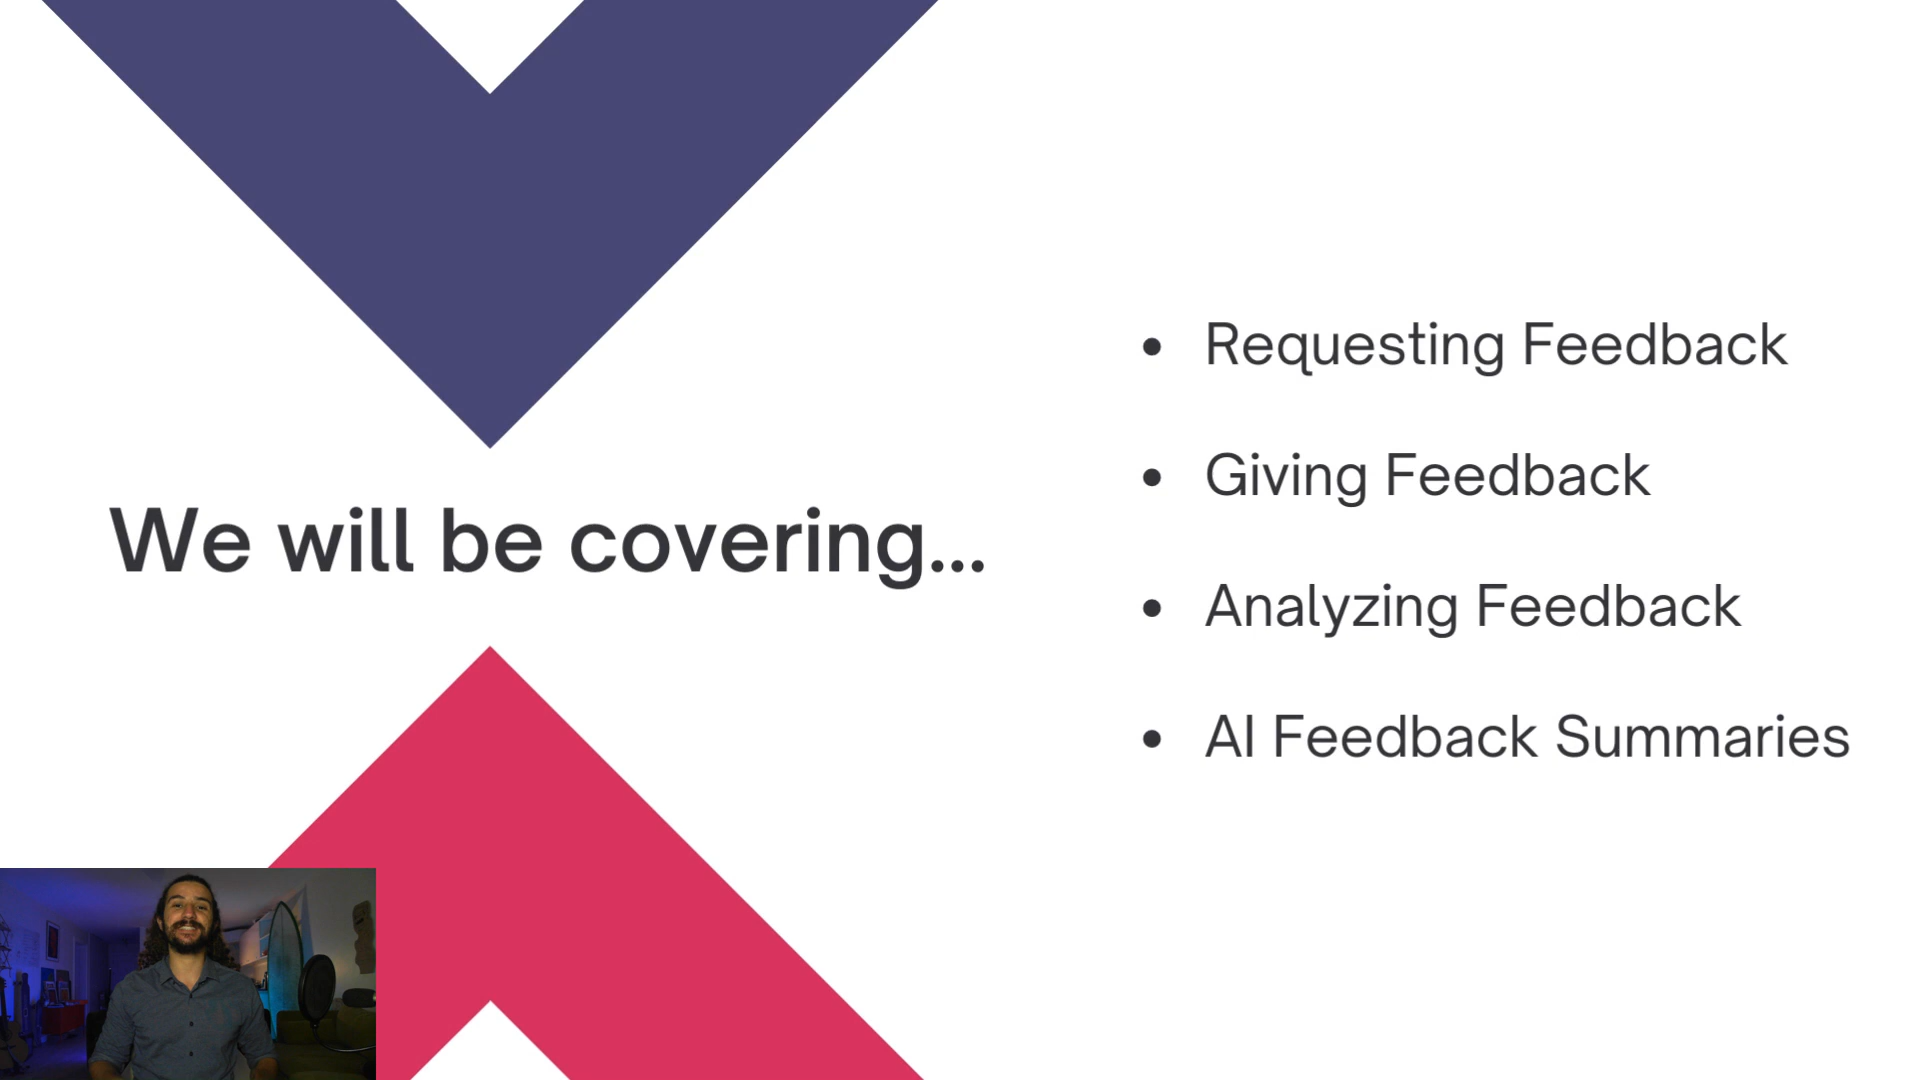 We will be covering...
Requesting Feedback
Giving Feedback
Analyzing Feedback
AI Feedback Summaries